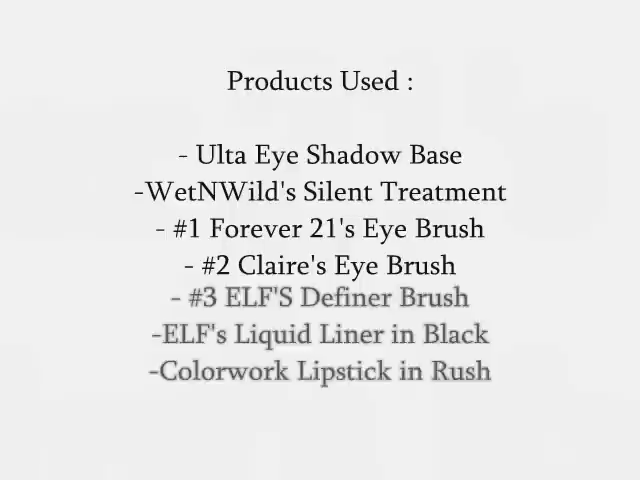 Products Used :
- Ulta Eye Shadow Base
-WetNWild's Silent Treatment
- #1 Forever 21's Eye Brush
- #2 Claire's Eye Brush
- #3 ELF'S Definer Brush
-ELF's Liquid Liner in Black
-Colorwork Lipstick in Rush